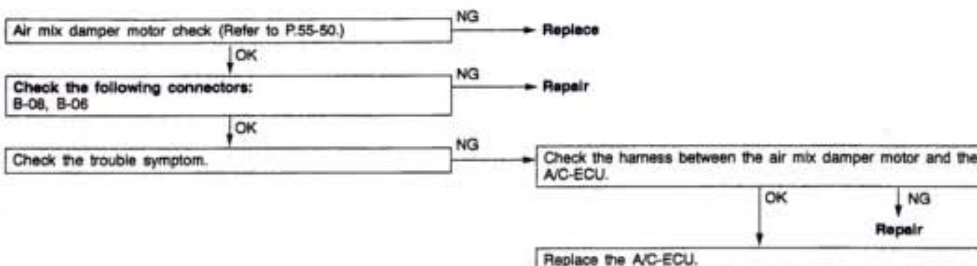 Air mix damper motor check (Refer to P.55-50.)
NG
Replace
OK
Check the following connectors:
B-08, B-06
NG
Repair
OK
Check the trouble symptom.
NG
Check the harness between the air mix damper motor and the
A/C-ECU.
OK
NG
Repair
Replace the A/C-ECU.